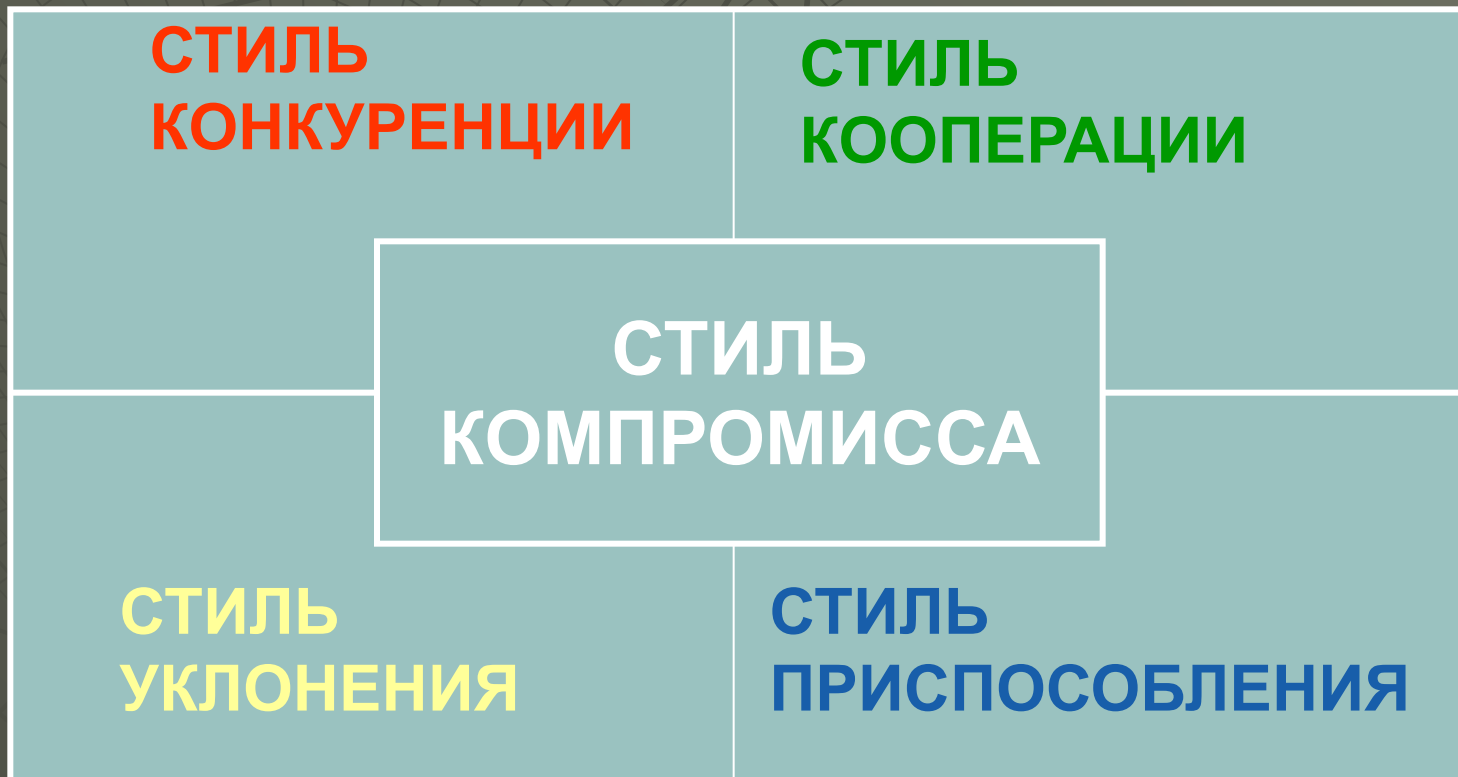 СТИЛЬ
КОНКУРЕНЦИИ
СТИЛЬ
КООПЕРАЦИИ
СТИЛЬ
КОМПРОМИССА
СТИЛЬ
УКЛОНЕНИЯ
СТИЛЬ
ПРИСПОСОБЛЕНИЯ